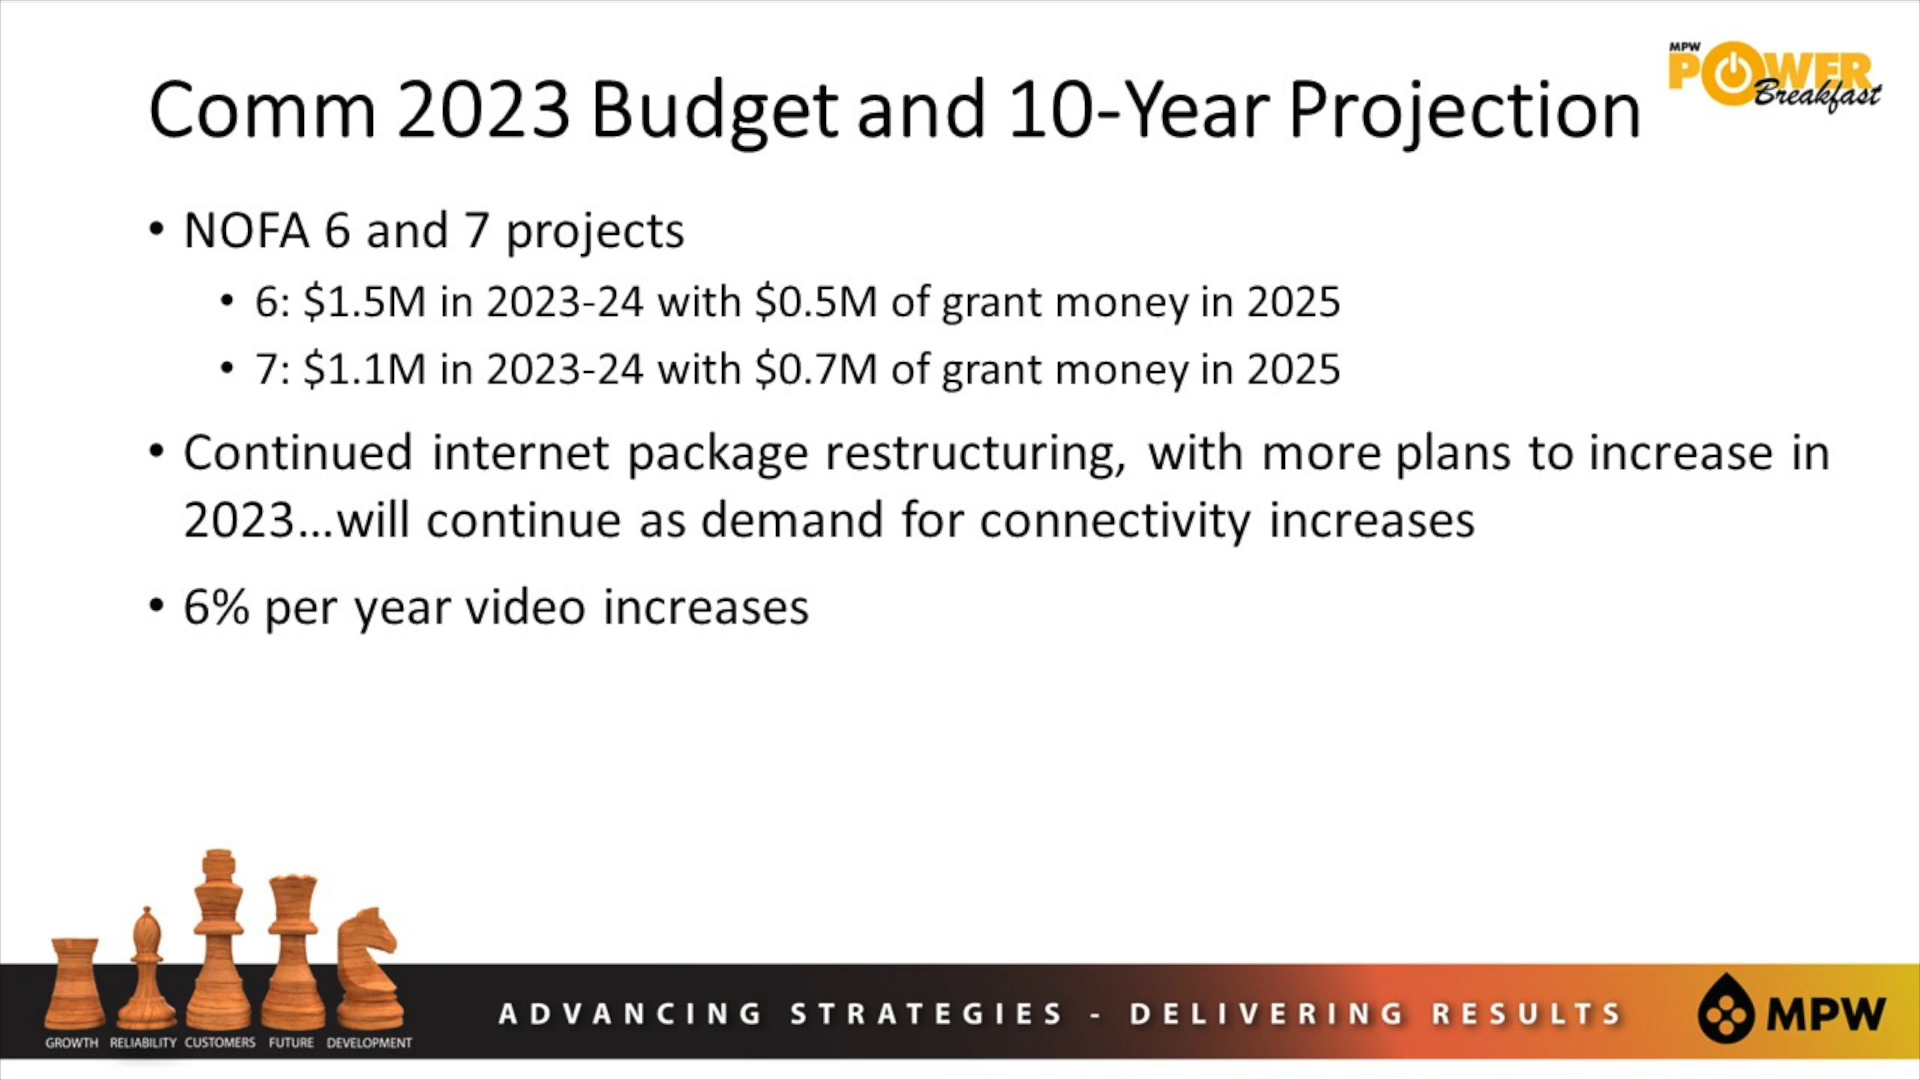 MPW
POWER
Breakfast
Comm 2023 Budget and 10-Year Projection
• NOFA 6 and 7 projects
• 6: $1.5M in 2023-24 with $0.5M of grant money in 2025
• 7: $1.1M in 2023-24 with $0.7M of grant money in 2025
• Continued internet package restructuring, with more plans to increase in
2023...will continue as demand for connectivity increases
• 6% per year video increases
ADVANCING STRATEGIES - DELIVERING RESULTS
MPW
GROWTH RELIABILITY CUSTOMERS FUTURE DEVELOPMENT